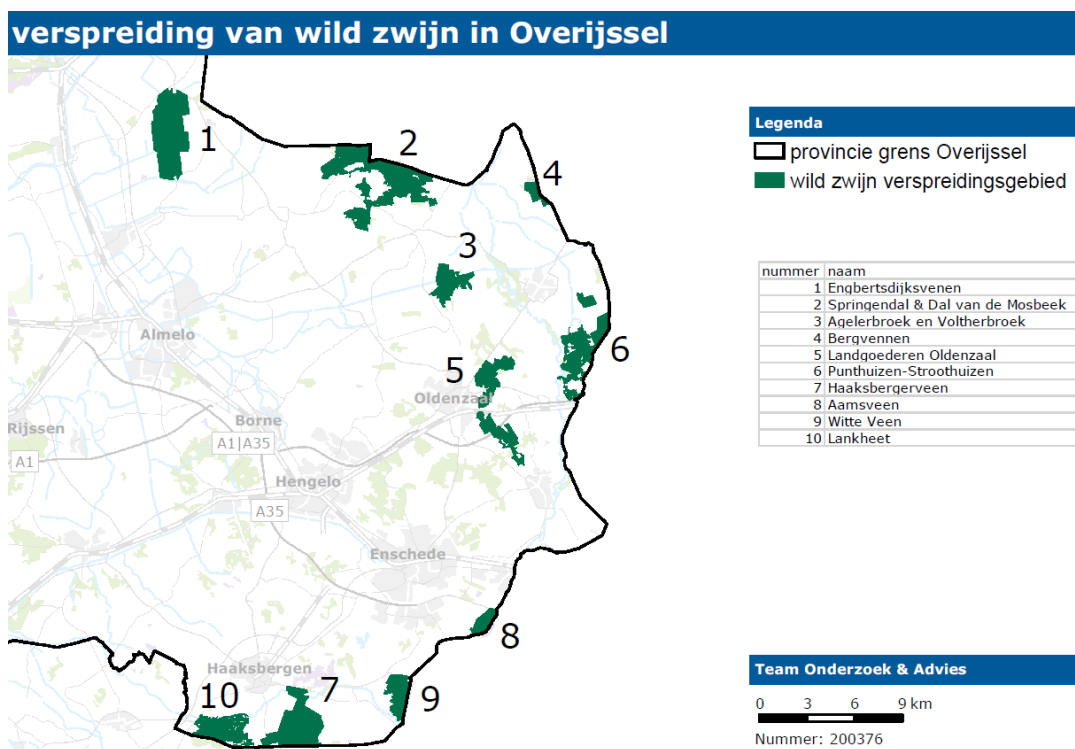 verspreiding van wild zwijn in Overijssel
1
2
4
3
Almelo
6
5
Oldenzaal
Borne
Rijssen
A1|A35
A1
Hengelo
A35
Enschede
8
Haaksbergen
10
7
9
Legenda
provincie grens Overijssel
wild zwijn verspreidingsgebied
nummer naam
1 Engbertsdijksvenen
2 Springendal & Dal van de Mosbeek
3 Agelerbroek en Voltherbroek
4 Bergvennen
5 Landgoederen Oldenzaal
6 Punthuizen-Stroothuizen
7 Haaksbergerveen
8 Aamsveen
9 Witte Veen
10 Lankheet
Team Onderzoek & Advies
0 3 6 9 km
Nummer: 200376